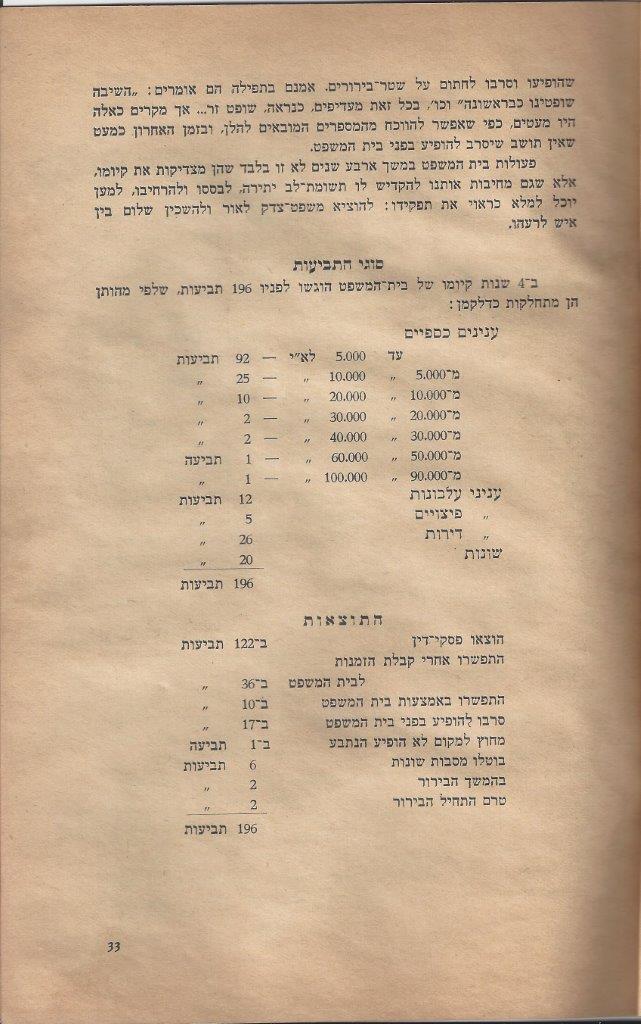 שהופיעו וסרבו לחתום על שטר־בירורים. אמנם בתפילה הם אומרים: „השיבה
שופטינו כבראשונה” וכו׳, בכל זאת מעדיפים, כנראה, שופט זר... אך מקרים כאלה
היו מעטים, כפי שאפשר להווכח מהמספרים המובאים להלן, ובזמן האחרון כמעט
שאין תושב שיסרב להופיע בפני בית המשפט.
פעולות בית המשפט במשך ארבע שנים לא זו בלבד שהן מצדיקות את קיומו,
אלא שגם מחיבות אותנו להקדיש לו תשומת־לב יתירה, לבססו ולהרחיבו, למען
יוכל למלא כראוי את תפקידו: להוציא משפט־צדק לאור ולהשכין שלום בין
איש לרעהו.
סוגי התביעות
ב־4 שנות קיומו של בית־המשפט הוגשו לפניו 196 תביעות, שלפי מהותן
הן מתחלקות כדלקמן:
ענינים כספיים
עד 5.000 לא״י — 92 תביעות
מ־5.000 „ 10.000 „ — 25 „
מ־10.000 „ 20.000 „ — 10 „
מ־20.000 „ 30.000 „ — 2 „
מ־30.000 „ 40.000 „ — 2 „
מ־50.000 „ 60.000 „ — 1 תביעה
מ־90.000 „ 100.000 „ — 1 „
עניני עלבונות 12 תביעות
„ פיצויים 5 „
„ דירות 26 „
שונות 20 „
196 תביעות
התוצאות
הוצאו פסקי־דין ב־122 תביעות
התפשרו אחרי קבלת הזמנות
לבית המשפט ב־36 „
התפשרו באמצעות בית המשפט ב־10 „
סרבו להופיע בפני בית המשפט ב־17 „
מחוץ למקום לא הופיע הנתבע ב־1 תביעה
בוטלו מסבות שונות 6 תביעות
בהמשך הבירור 2 „
טרם התחיל הבירור 2 „
196 תביעות
33